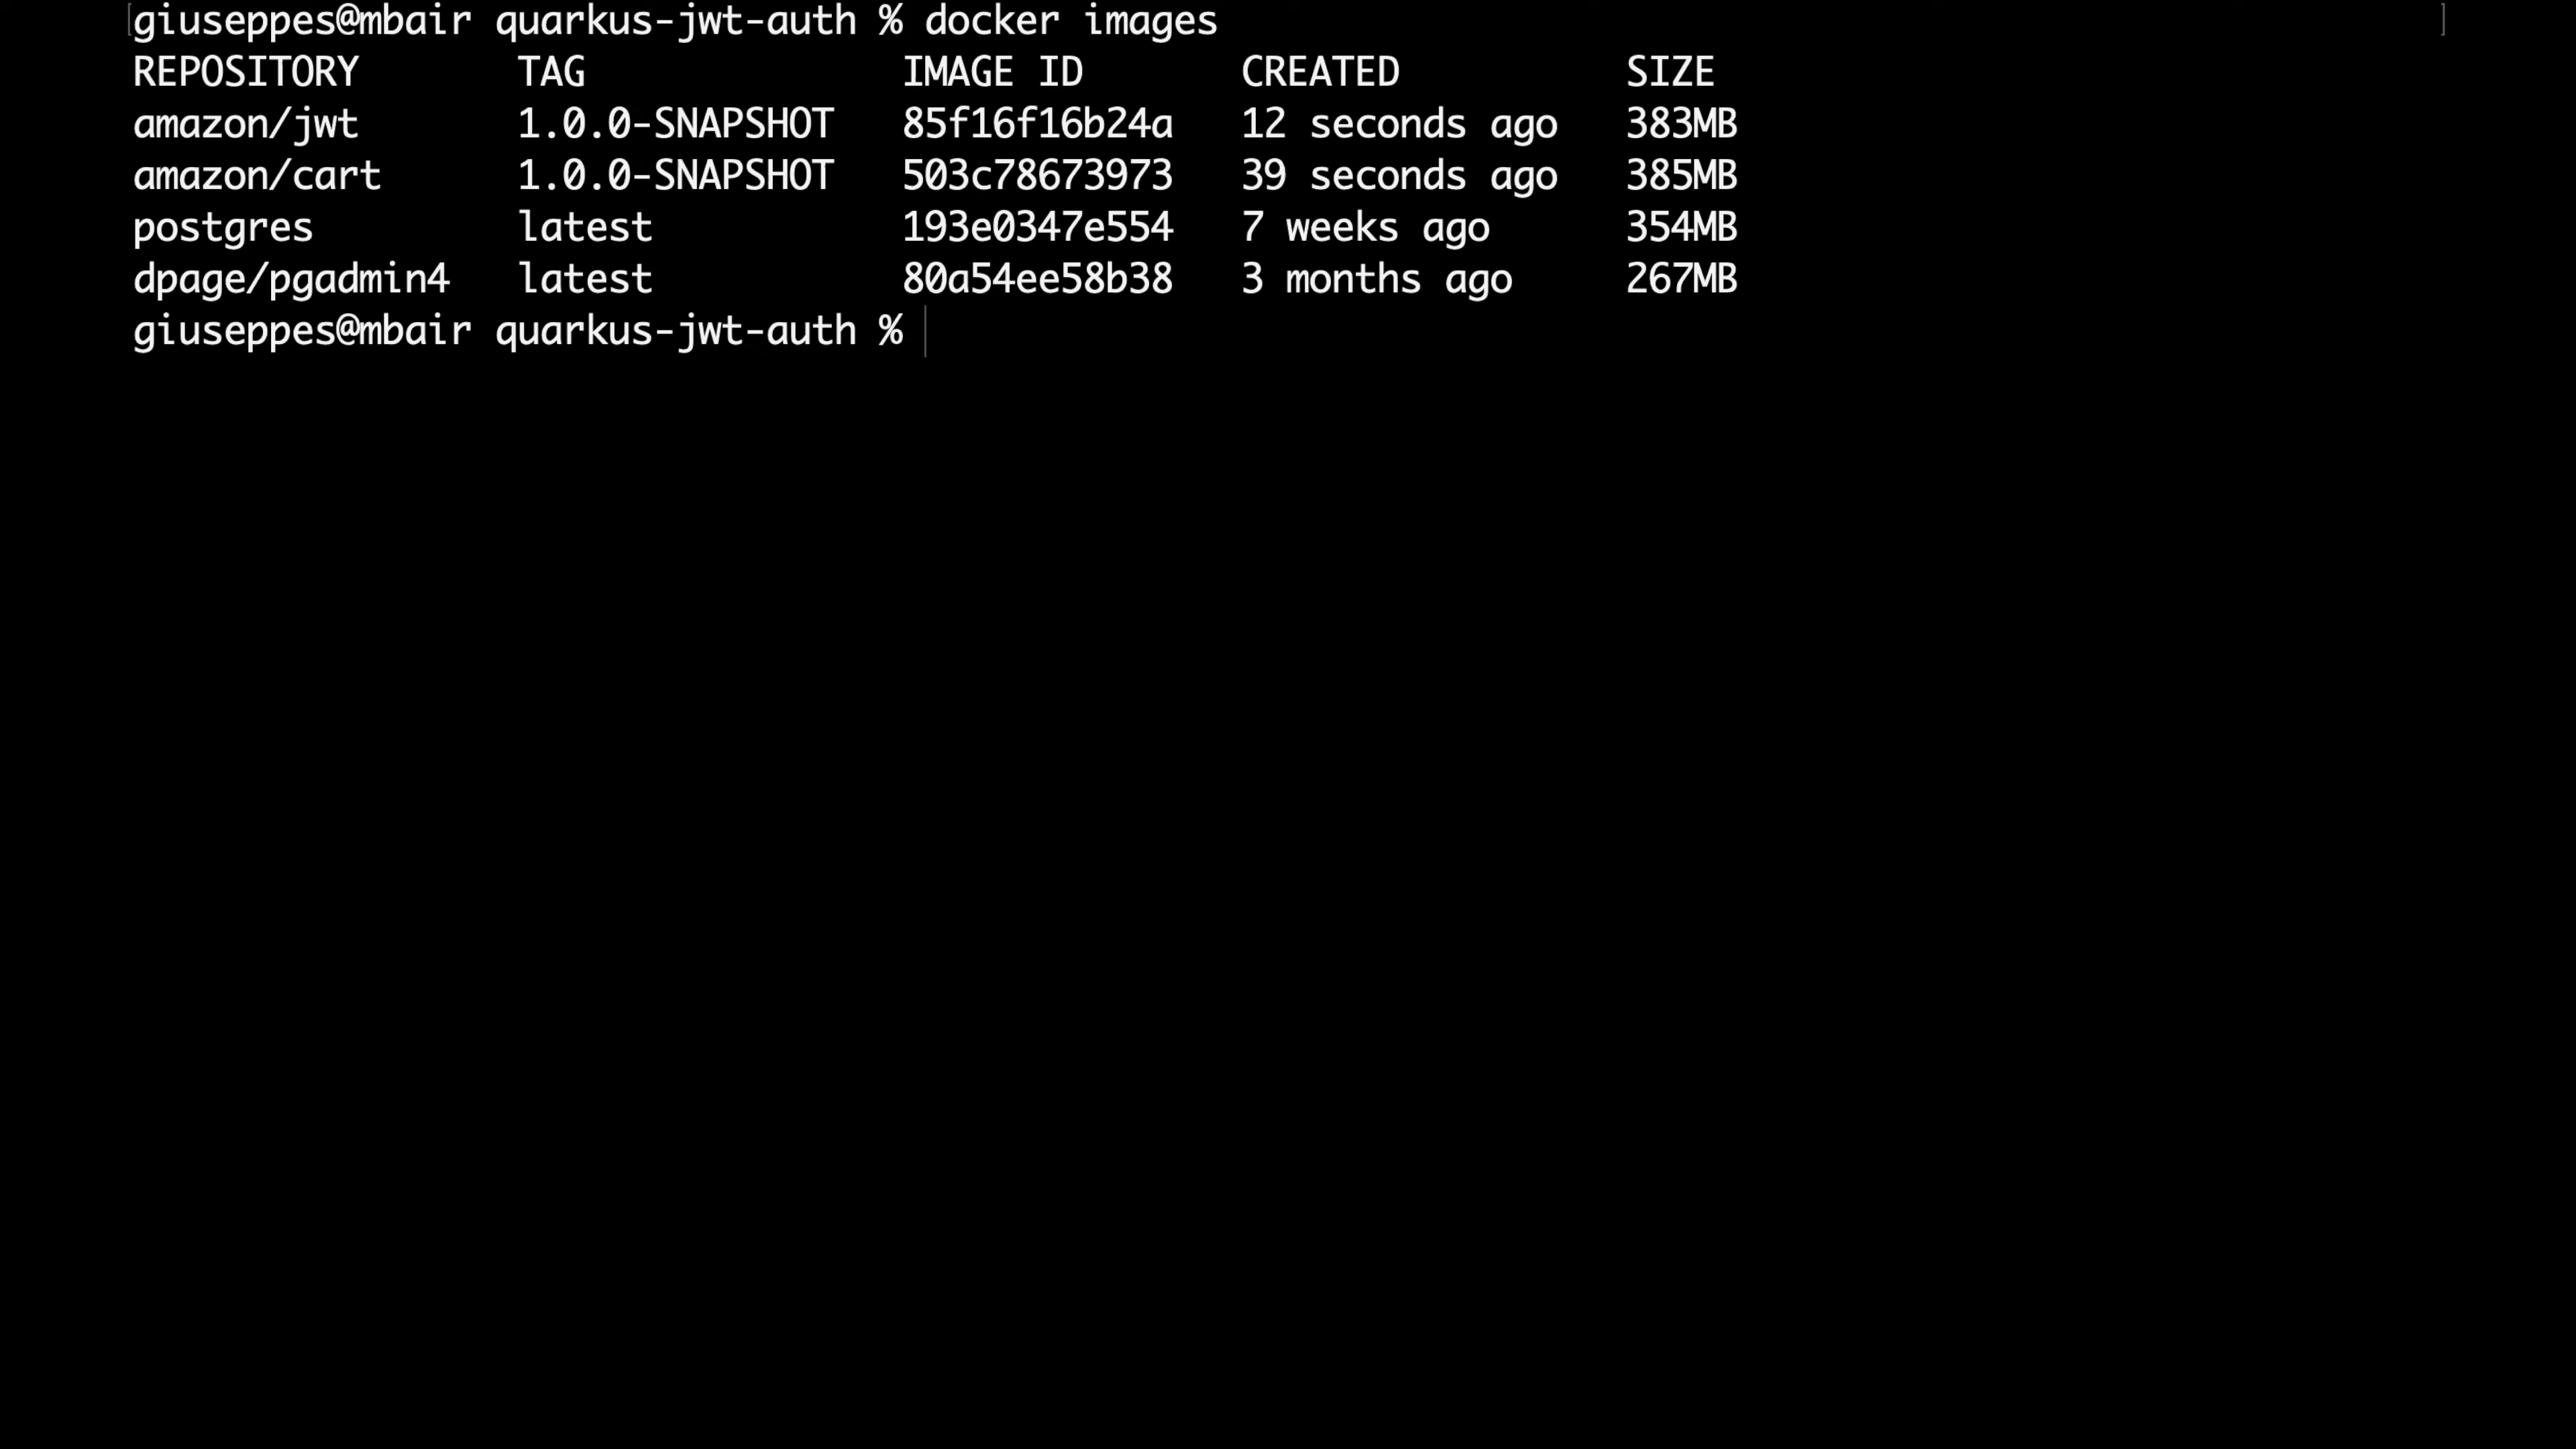 [giuseppes@mbair quarkus-jwt-auth % docker images ]
REPOSITORY TAG IMAGE ID CREATED SIZE
amazon/jwt 1.0.0-SNAPSHOT 85f16f16b24a 12 seconds ago 383MB
amazon/cart 1.0.0-SNAPSHOT 503c78673973 39 seconds ago 385MB
postgres latest 193e0347e554 7 weeks ago 354MB
dpage/pgadmin4 latest 80a54ee58b38 3 months ago 267MB
giuseppes@mbair quarkus-jwt-auth %